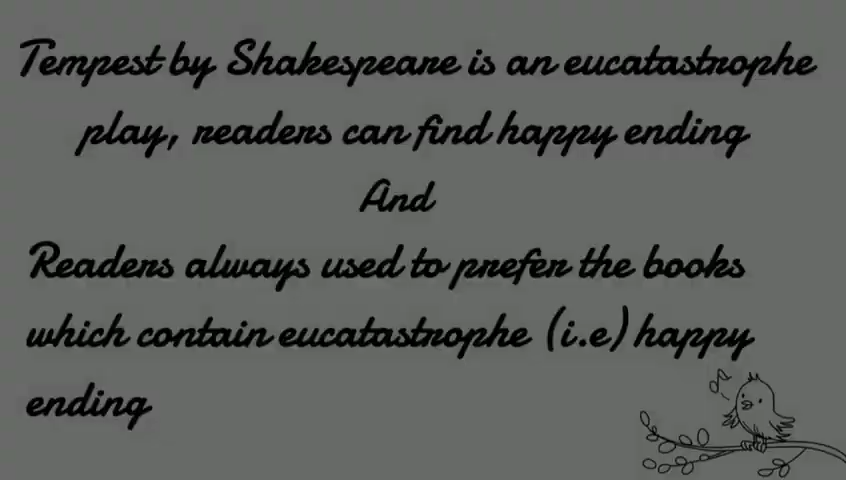 Tempest by Shakespeare is an eucatastrophe
play, readers can find happy ending
And
Readers always used to prefer the books
which contain eucatastrophe (i.e) happy
ending